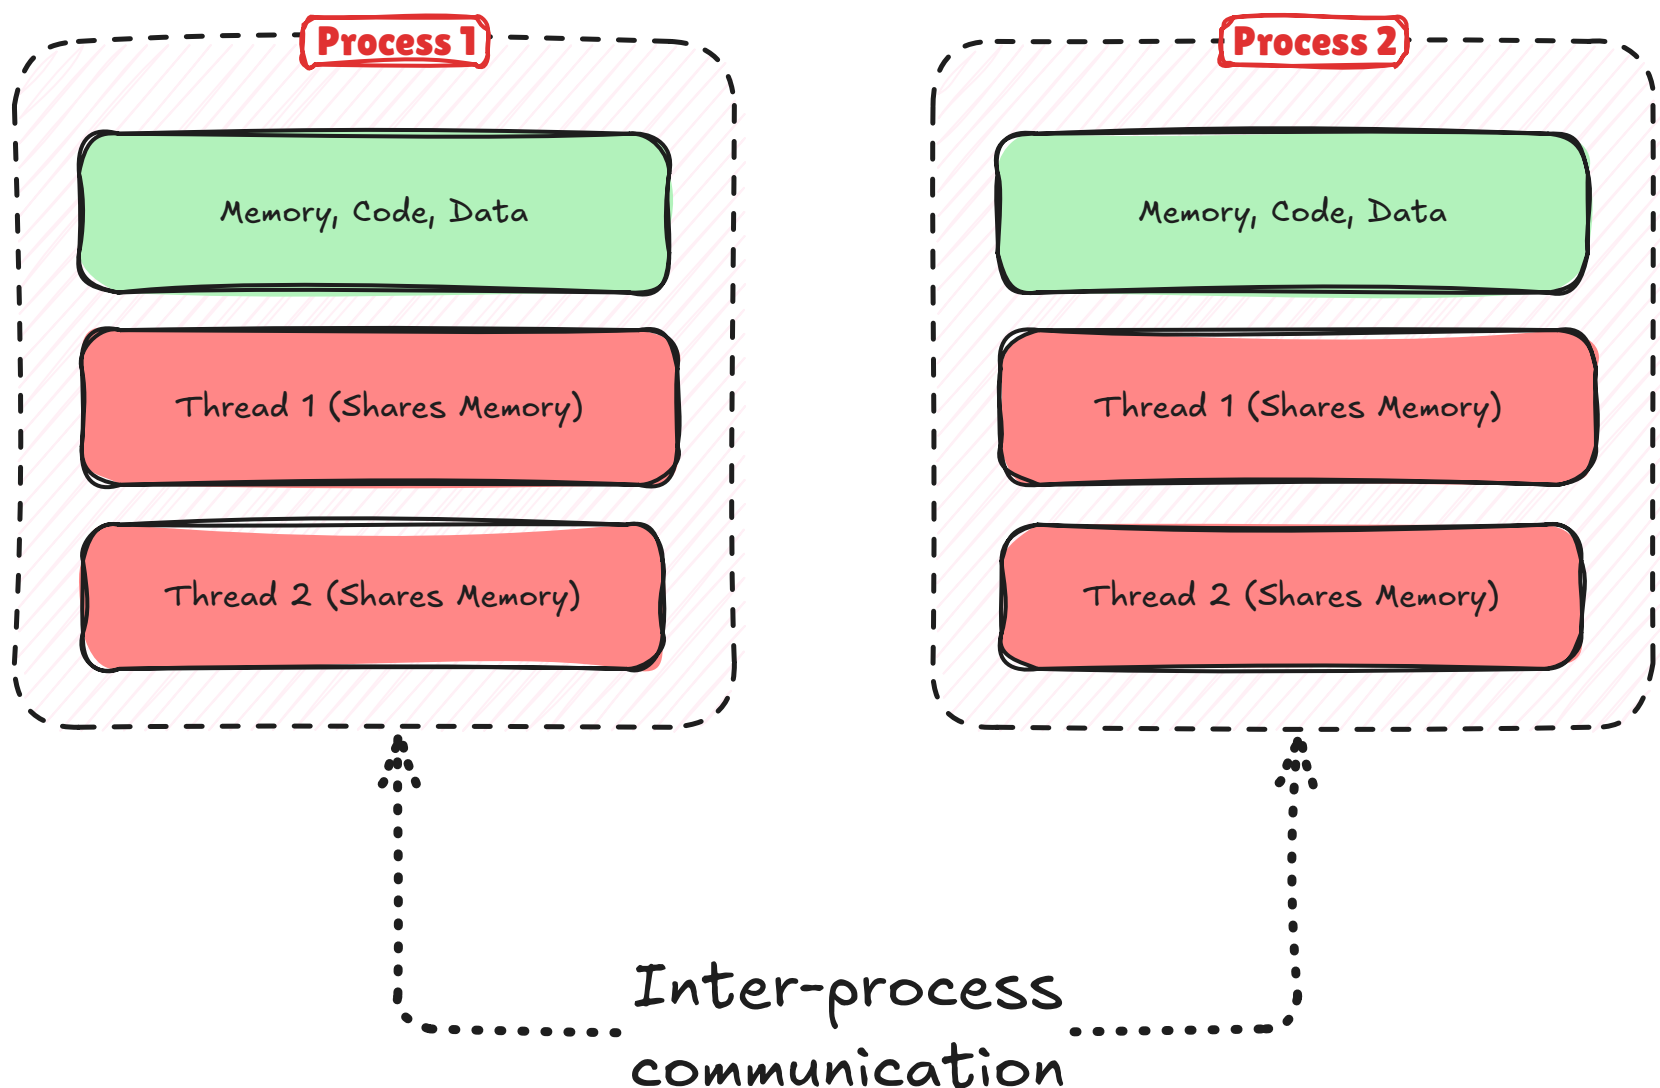 Process 1
Memory, Code, Data
Thread 1 (Shares Memory)
Thread 2 (Shares Memory)
Process 2
Memory, Code, Data
Thread 1 (Shares Memory)
Thread 2 (Shares Memory)
Inter-process
communication